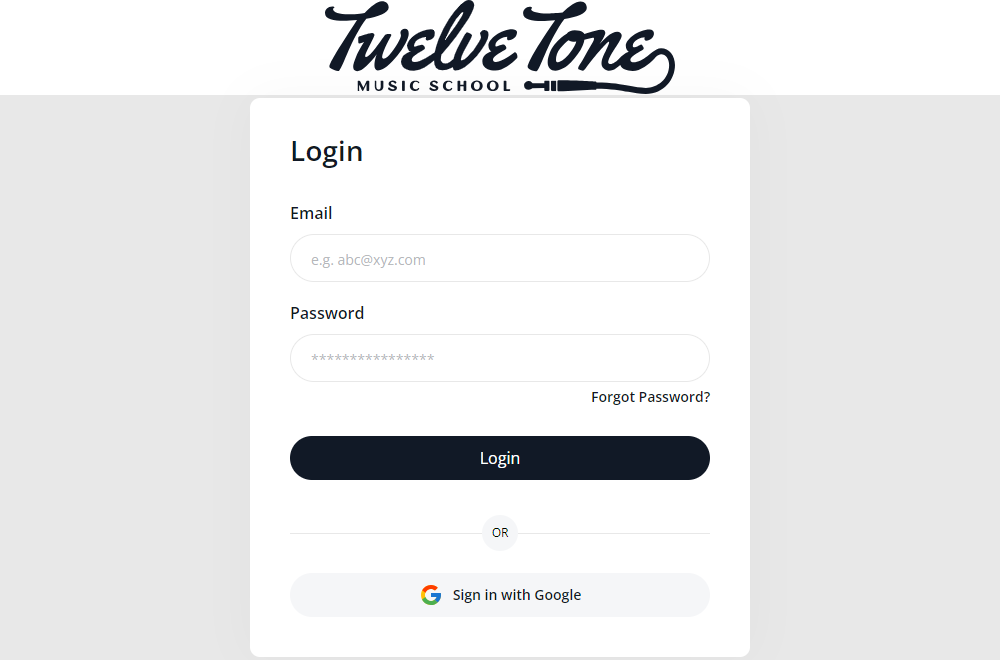 Twelve Tone
MUSIC SCHOOL
Login
Email
e.g. abc@xyz.com
Password
****************
Forgot Password?
Login
OR
Sign in with Google